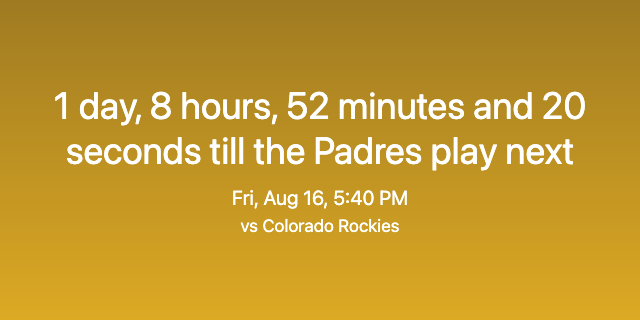 1 day, 8 hours, 52 minutes and 20
seconds till the Padres play next
Fri, Aug 16, 5:40 PM
vs Colorado Rockies